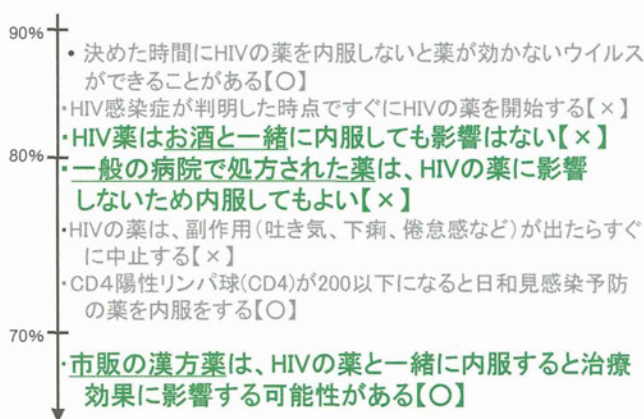 90%
• 決めた時間にHIVの薬を内服しないと薬が効かないウイルス
ができることがある【○】
・HIV感染症が判明した時点ですぐにHIVの薬を開始する【×】
・HIV薬はお酒と一緒に内服しても影響はない【×】
80%
・一般の病院で処方された薬は、HIVの薬に影響
しないため内服してもよい【×】
・HIVの薬は、副作用(吐き気、下痢、倦怠感など)が出たらすぐ
に中止する【×】
・CD4陽性リンパ球(CD4)が200以下になると日和見感染予防
の薬を内服をする【○】
70%
・市販の漢方薬は、HIVの薬と一緒に内服すると治療
効果に影響する可能性がある【○】